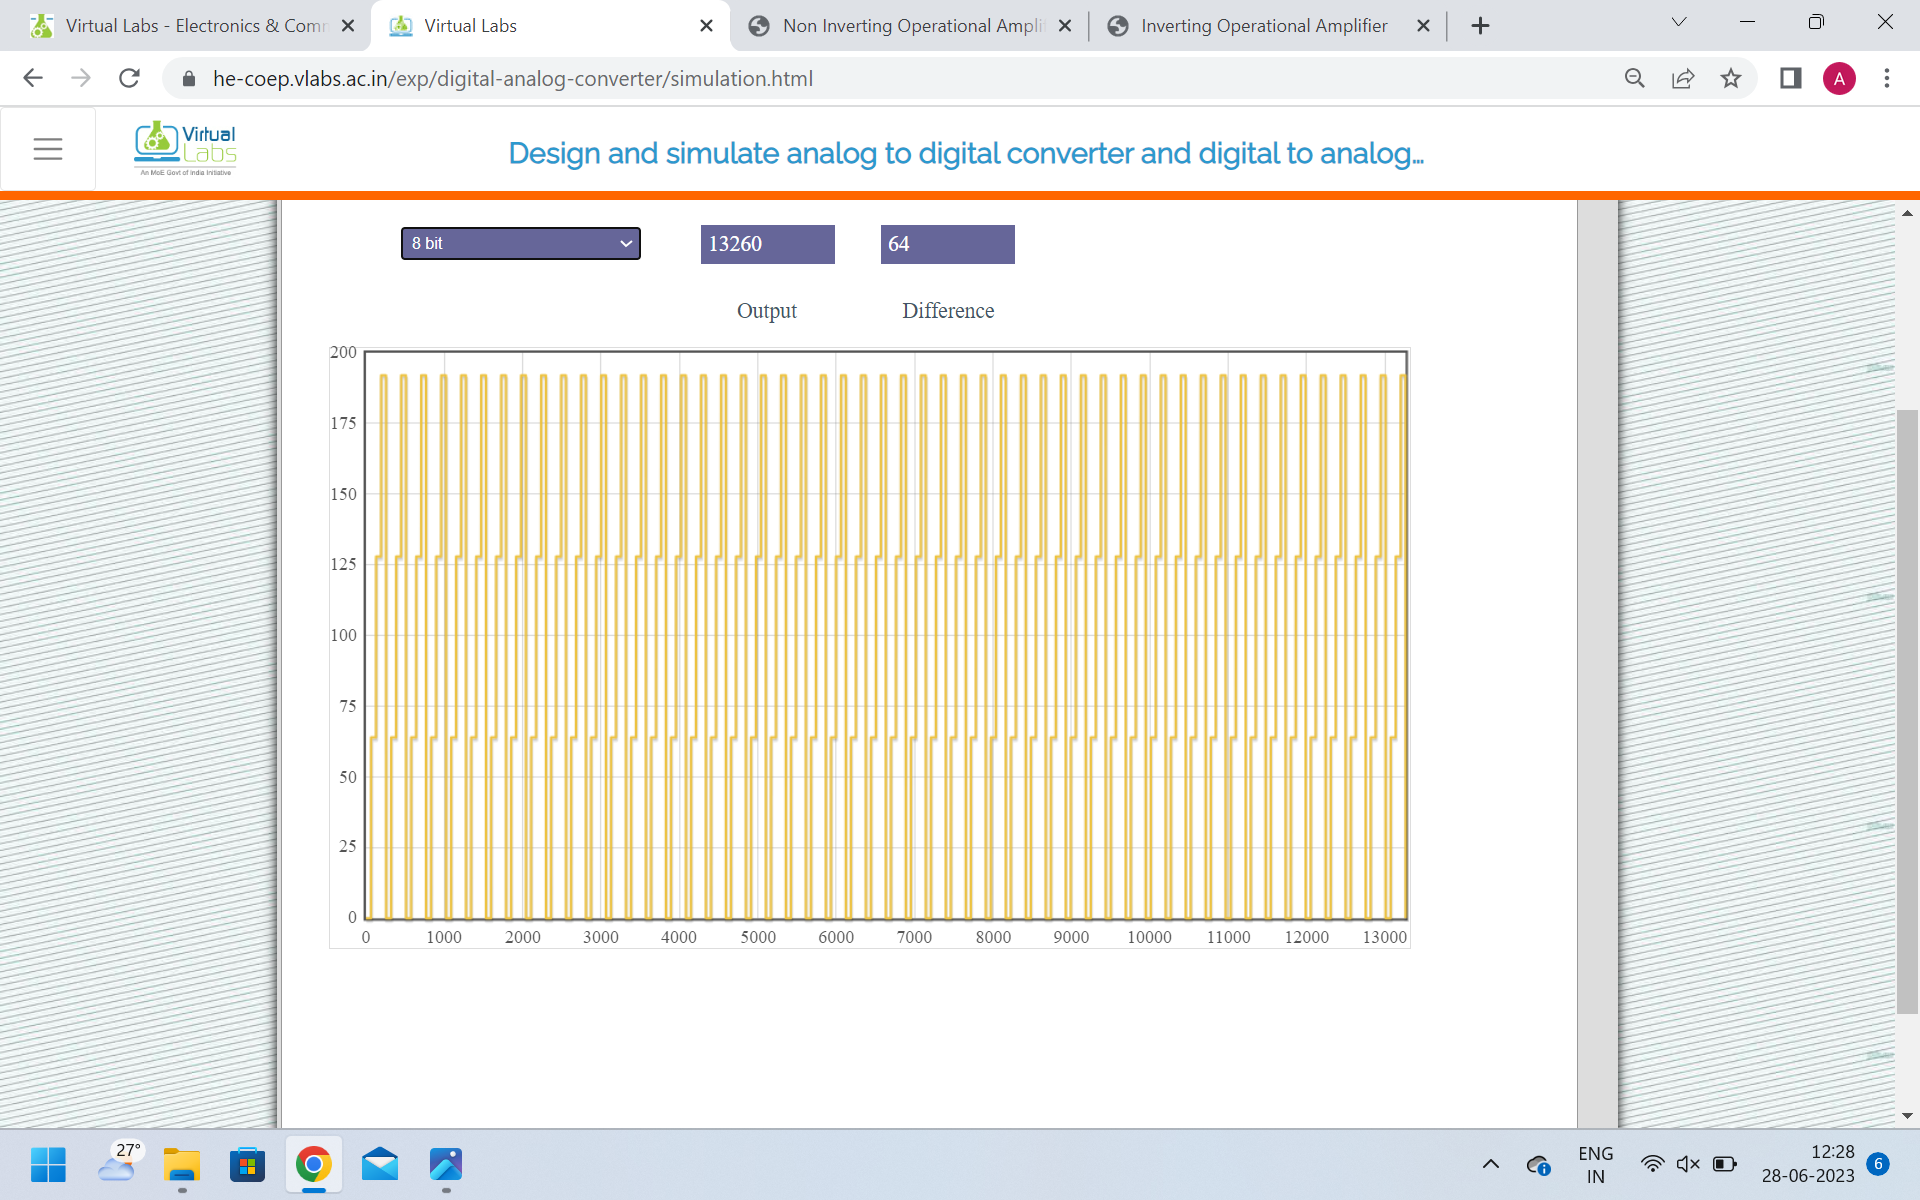 Virtual Labs - Electronics & Comm
Virtual Labs
Non Inverting Operational Ampli
Inverting Operational Amplifier
he-coep.vlabs.ac.in/exp/digital-analog-converter/simulation.html
A
Virtual
Labs
An MoE Govt of India Initiative
Design and simulate analog to digital converter and digital to analog...
8 bit
13260
64
Output
Difference
200
175
150
125
100
75
50
25
0
0 1000 2000 3000 4000 5000 6000 7000 8000 9000 10000 11000 12000 13000
27°
ENG
IN
12:28
28-06-2023
6